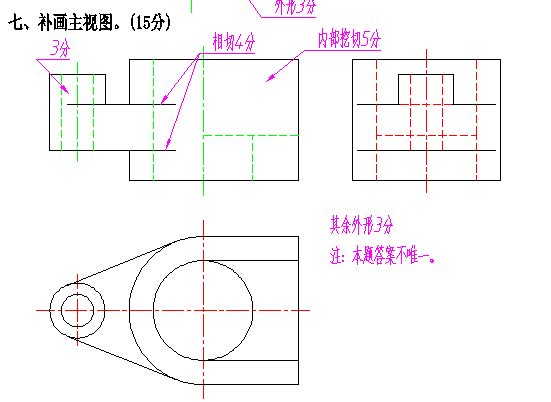 外形3分
七、补画主视图。(15分)
3分
相切4分
内部挖切5分
其余外形3分
注：本题答案不唯一。